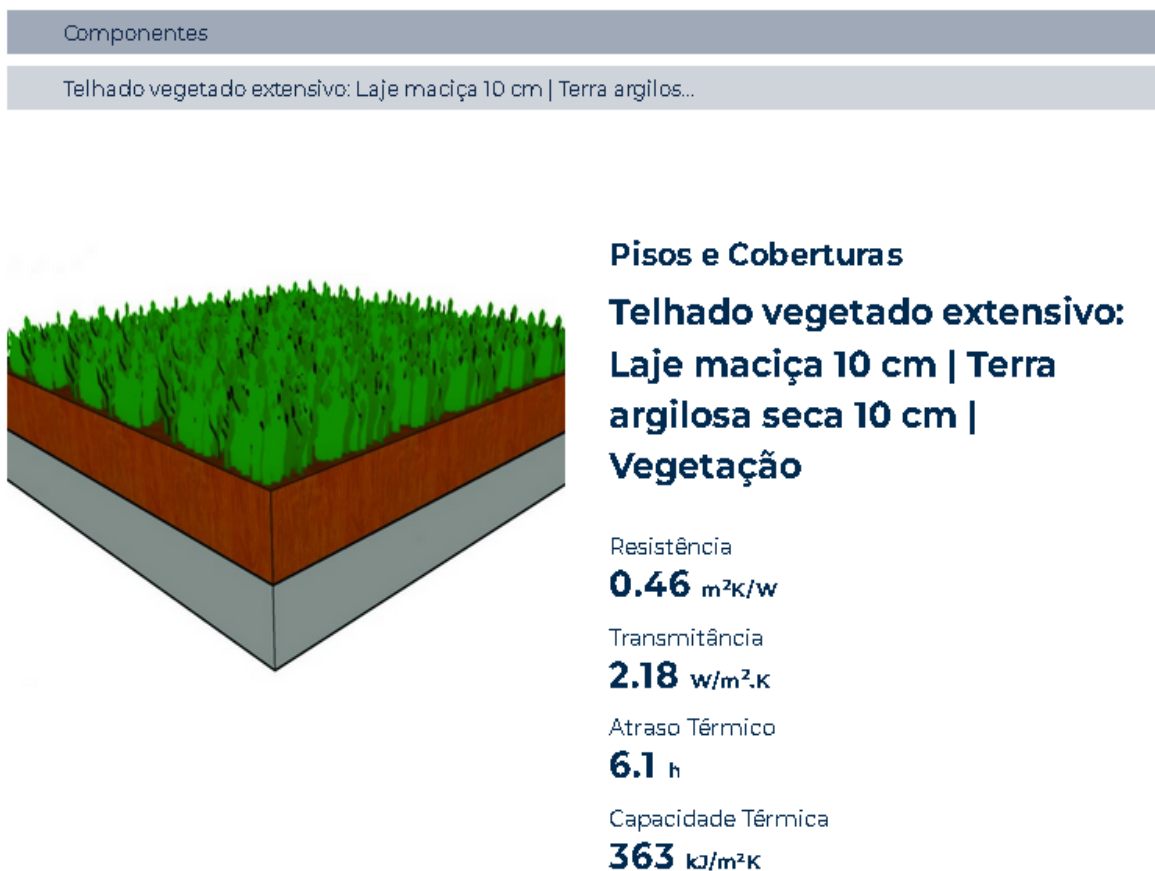 Componentes
Telhado vegetado extensivo: Laje maciça 10 cm | Terra argilos...
Pisos e Coberturas
Telhado vegetado extensivo:
Laje maciça 10 cm | Terra
argilosa seca 10 cm |
Vegetação
Resistência
0.46 m²K/W
Transmitância
2.18 W/m².K
Atraso Térmico
6.1 h
Capacidade Térmica
363 kJ/m²K